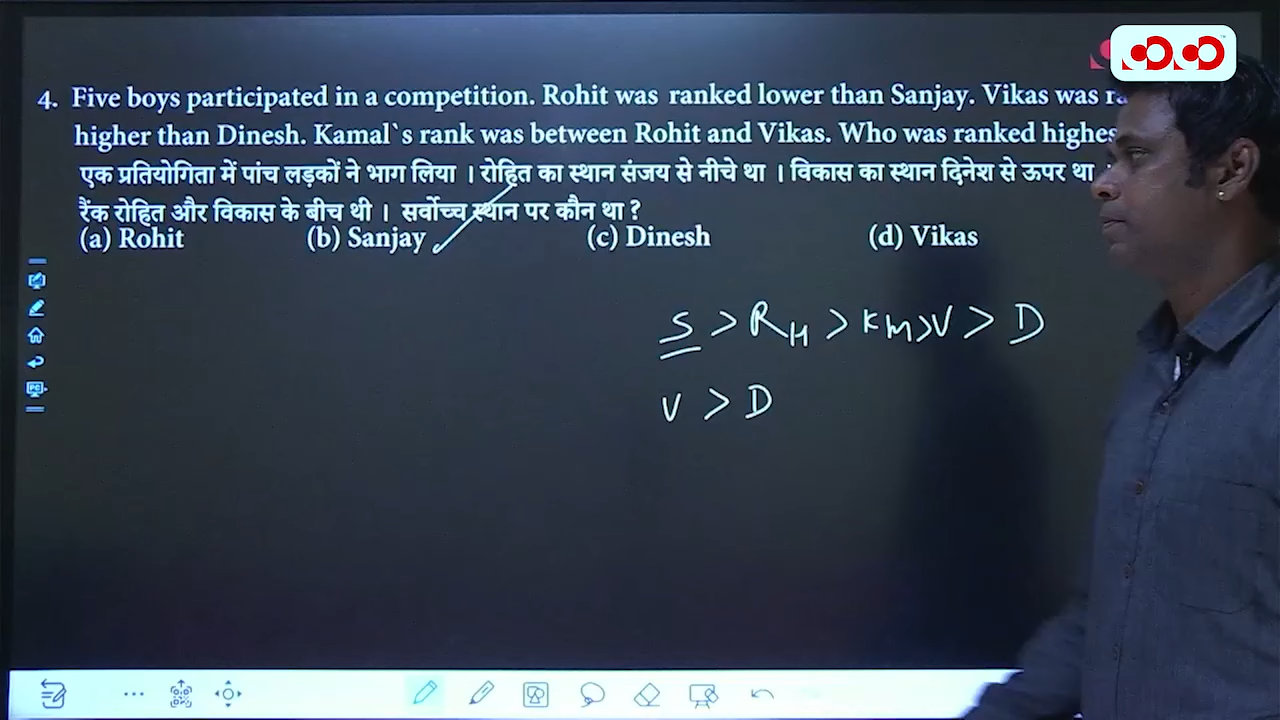 4. Five boys participated in a competition. Rohit was ranked lower than Sanjay. Vikas was
higher than Dinesh. Kamal`s rank was between Rohit and Vikas. Who was ranked
एक प्रतियोगिता में पांच लड़कों ने भाग लिया । रोहित का स्थान संजय से नीचे था । विकास का स्थान दिनेश से ऊपर था
रैंक रोहित और विकास के बीच थी । सर्वोच्च स्थान पर कौन था ?
(a) Rohit (b) Sanjay (c) Dinesh (d) Vikas
S > RH > Km > V > D
V > D